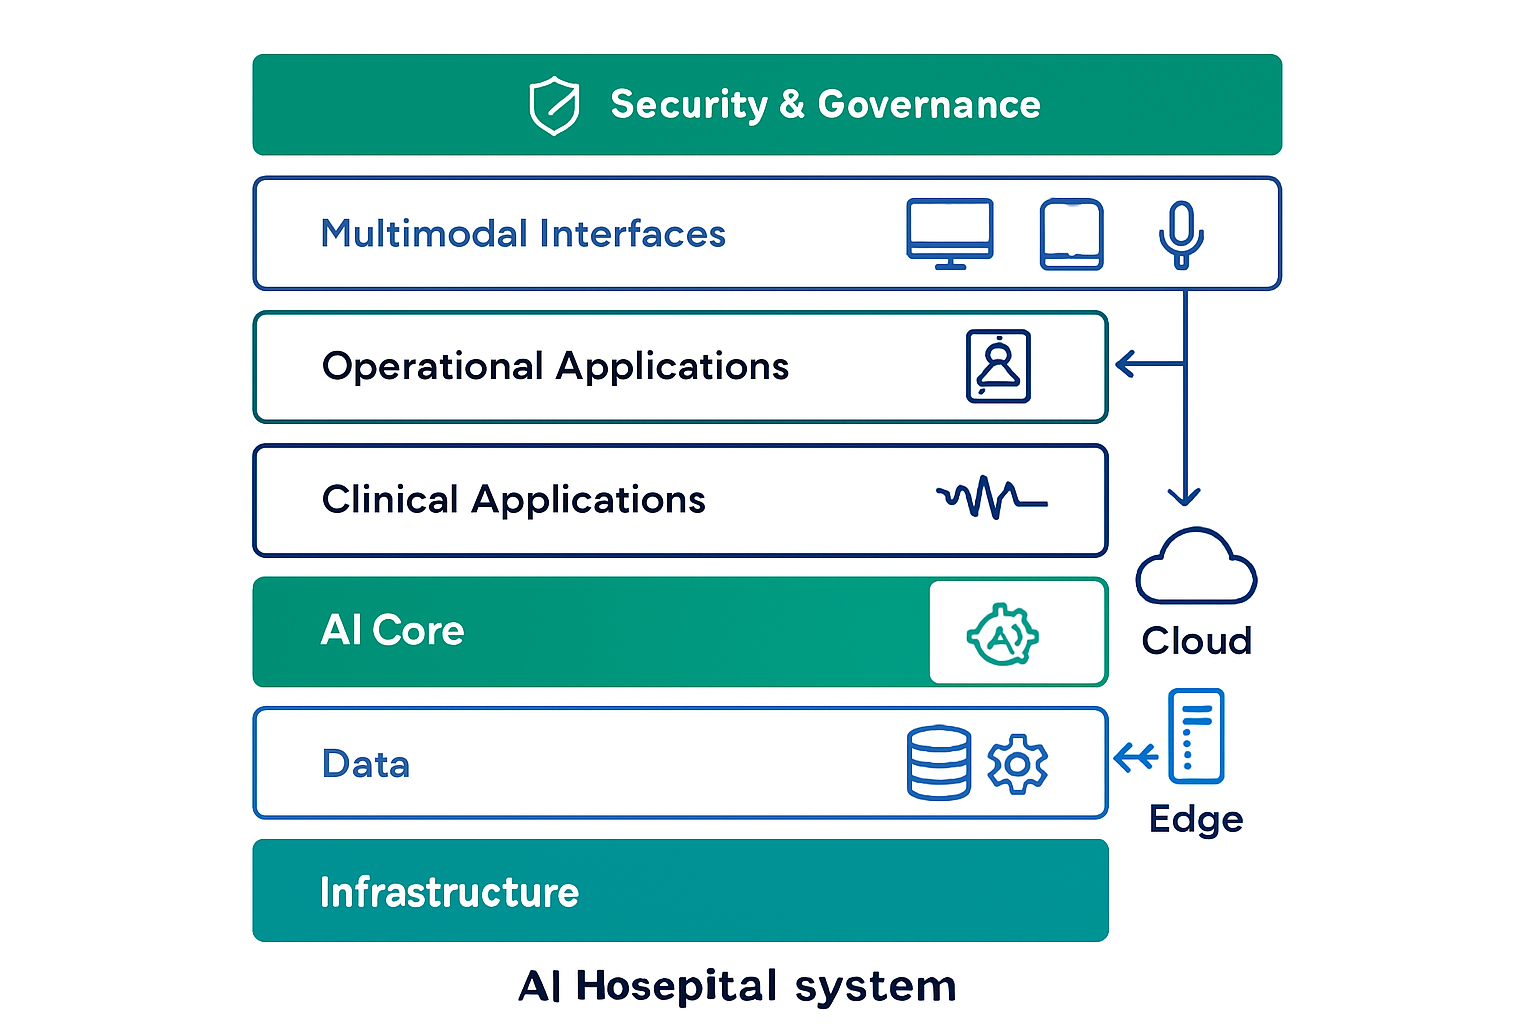 Security & Governance
Multimodal Interfaces
Operational Applications
Clinical Applications
AI Core
AI
Cloud
Data
Edge
Infrastructure
AI Hosepital system